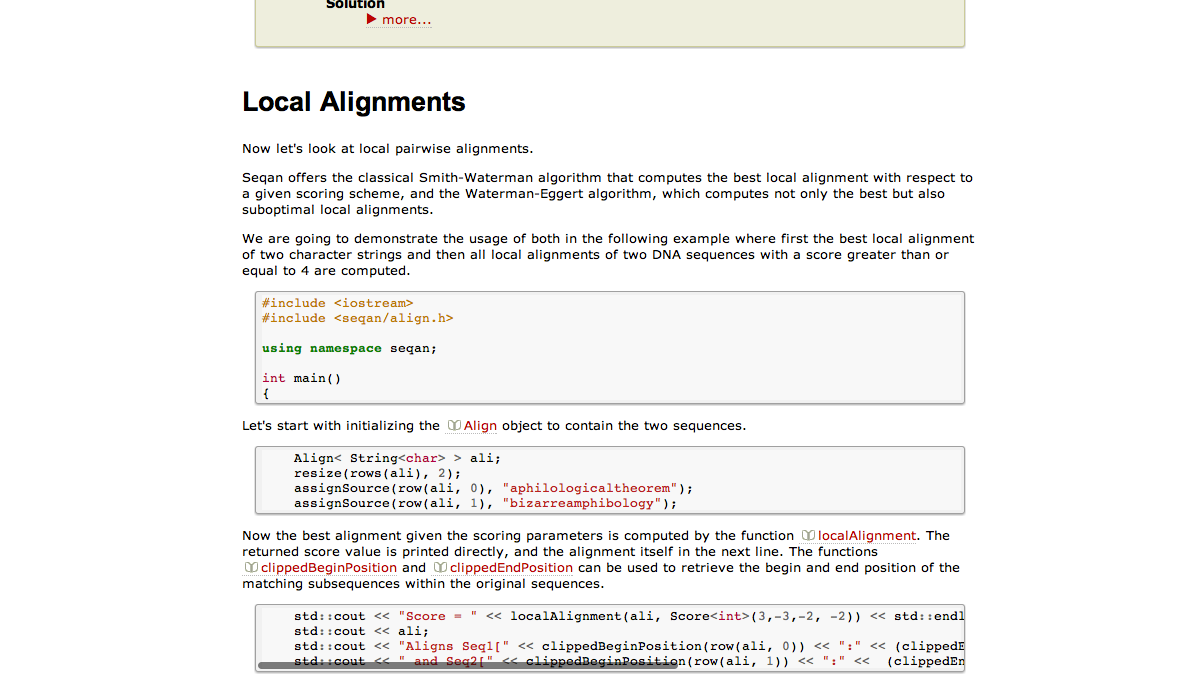 Solution
more...
Local Alignments
Now let's look at local pairwise alignments.
Seqan offers the classical Smith-Waterman algorithm that computes the best local alignment with respect to
a given scoring scheme, and the Waterman-Eggert algorithm, which computes not only the best but also
suboptimal local alignments.
We are going to demonstrate the usage of both in the following example where first the best local alignment
of two character strings and then all local alignments of two DNA sequences with a score greater than or
equal to 4 are computed.
#include <iostream>
#include <seqan/align.h>
using namespace seqan;
int main()
{
Let's start with initializing the Align object to contain the two sequences.
Align< String<char> > ali;
resize(rows(ali), 2);
assignSource(row(ali, 0), "aphilologicaltheorem");
assignSource(row(ali, 1), "bizarreamphibology");
Now the best alignment given the scoring parameters is computed by the function localAlignment. The
returned score value is printed directly, and the alignment itself in the next line. The functions
clippedBeginPosition and clippedEndPosition can be used to retrieve the begin and end position of the
matching subsequences within the original sequences.
std::cout << "Score = " << localAlignment(ali, Score<int>(3,-3,-2, -2)) << std::endl
std::cout << ali;
std::cout << "Aligns Seq1[" << clippedBeginPosition(row(ali, 0)) << ":" << (clippedE
std::cout << " and Seq2[" << clippedBeginPosition(row(ali, 1)) << ":" << (clippedEn